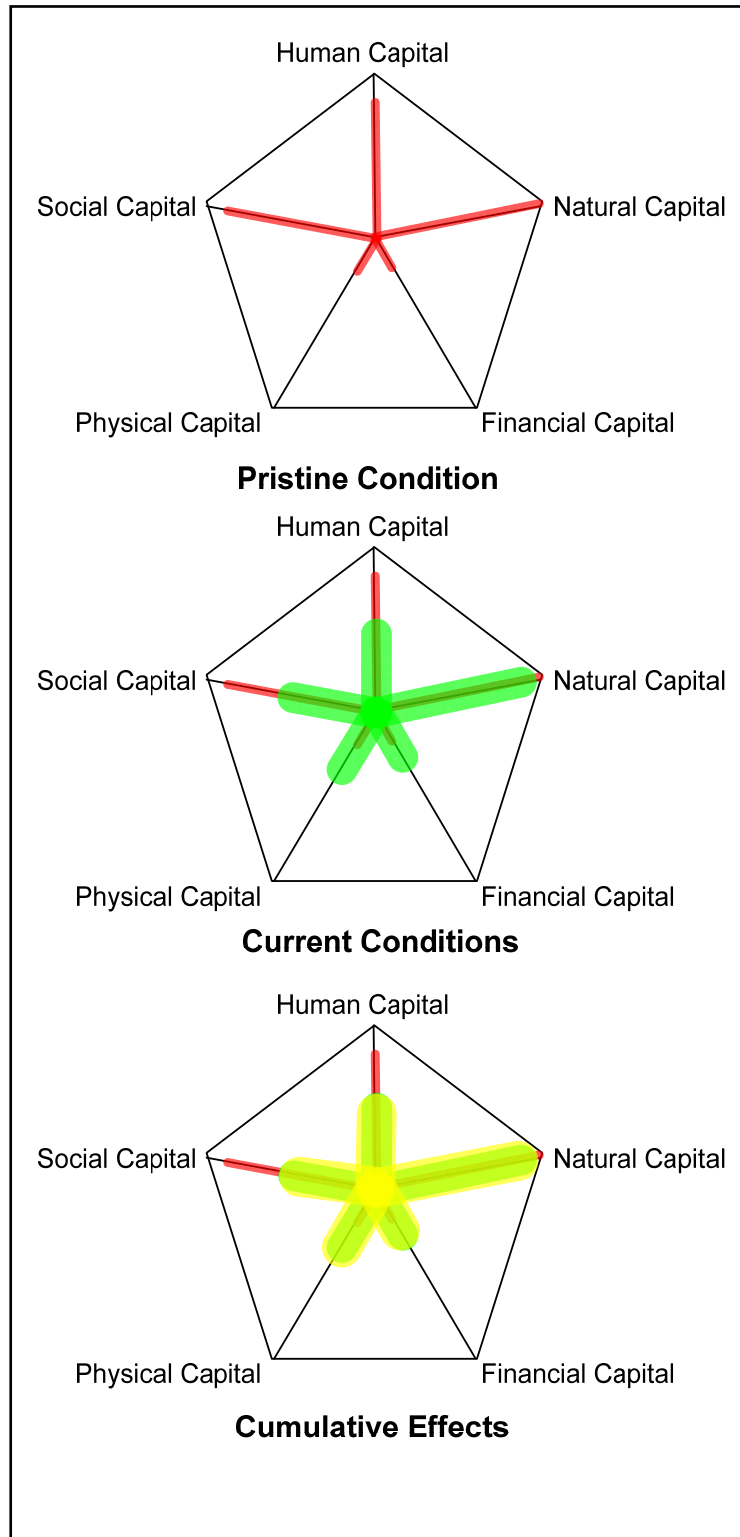 Human Capital
Social Capital
Natural Capital
Physical Capital
Financial Capital
Pristine Condition
Human Capital
Social Capital
Natural Capital
Physical Capital
Financial Capital
Current Conditions
Human Capital
Social Capital
Natural Capital
Physical Capital
Financial Capital
Cumulative Effects